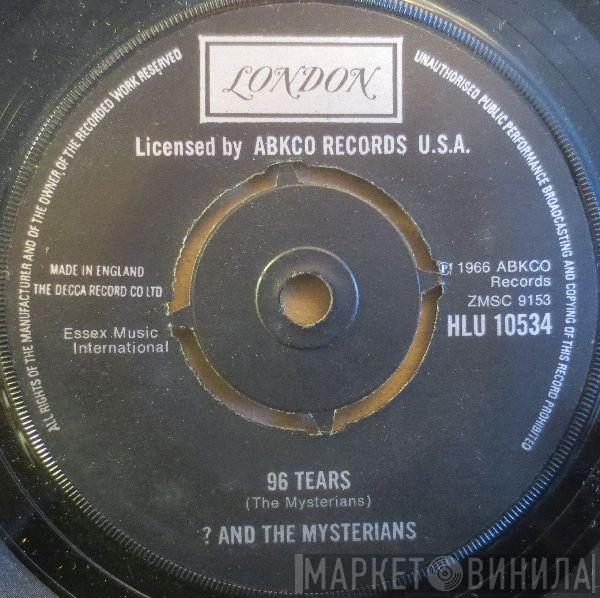 LONDON
Licensed by ABKCO RECORDS U.S.A.
ALL RIGHTS OF THE MANUFACTURER AND OF THE OWNER OF THE RECORDED WORK RESERVED
UNAUTHORISED PUBLIC PERFORMANCE BROADCASTING AND COPYING OF THIS RECORD PROHIBITED
MADE IN ENGLAND
THE DECCA RECORD CO LTD
Essex Music
International
℗ 1966 ABKCO
Records
ZMSC 9153
HLU 10534
96 TEARS
(The Mysterians)
? AND THE MYSTERIANS
МАРКЕТ ВИНИЛА